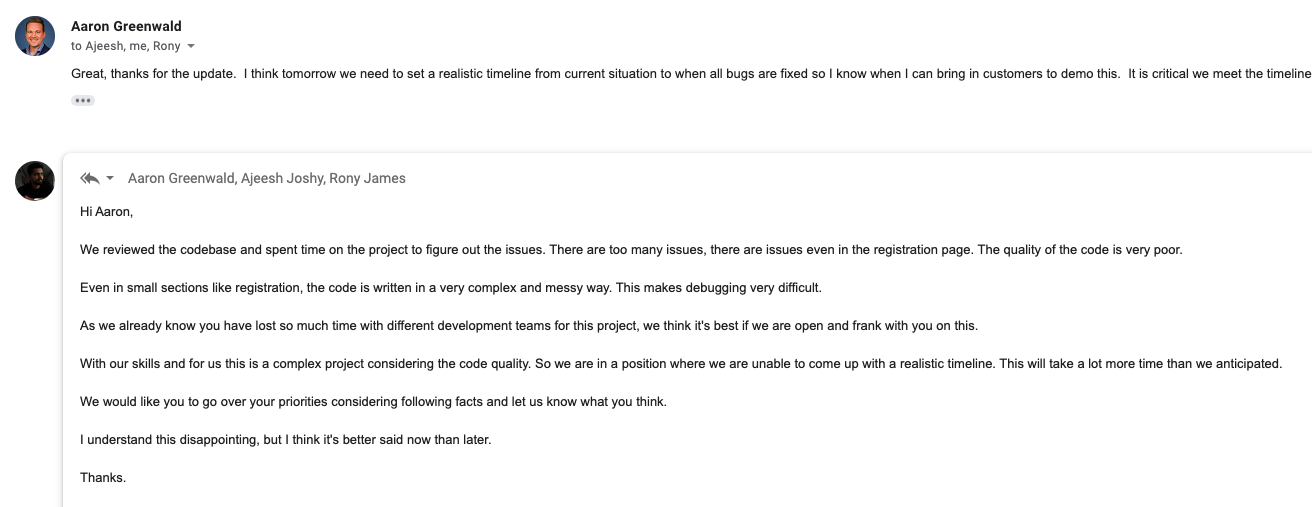 Aaron Greenwald
to Ajeesh, me, Rony
Great, thanks for the update.  I think tomorrow we need to set a realistic timeline from current situation to when all bugs are fixed so I know when I can bring in customers to demo this.  It is critical we meet the timeline
Aaron Greenwald, Ajeesh Joshy, Rony James
Hi Aaron,
We reviewed the codebase and spent time on the project to figure out the issues. There are too many issues, there are issues even in the registration page. The quality of the code is very poor.
Even in small sections like registration, the code is written in a very complex and messy way. This makes debugging very difficult.
As we already know you have lost so much time with different development teams for this project, we think it's best if we are open and frank with you on this.
With our skills and for us this is a complex project considering the code quality. So we are in a position where we are unable to come up with a realistic timeline. This will take a lot more time than we anticipated.
We would like you to go over your priorities considering following facts and let us know what you think.
I understand this disappointing, but I think it's better said now than later.
Thanks.